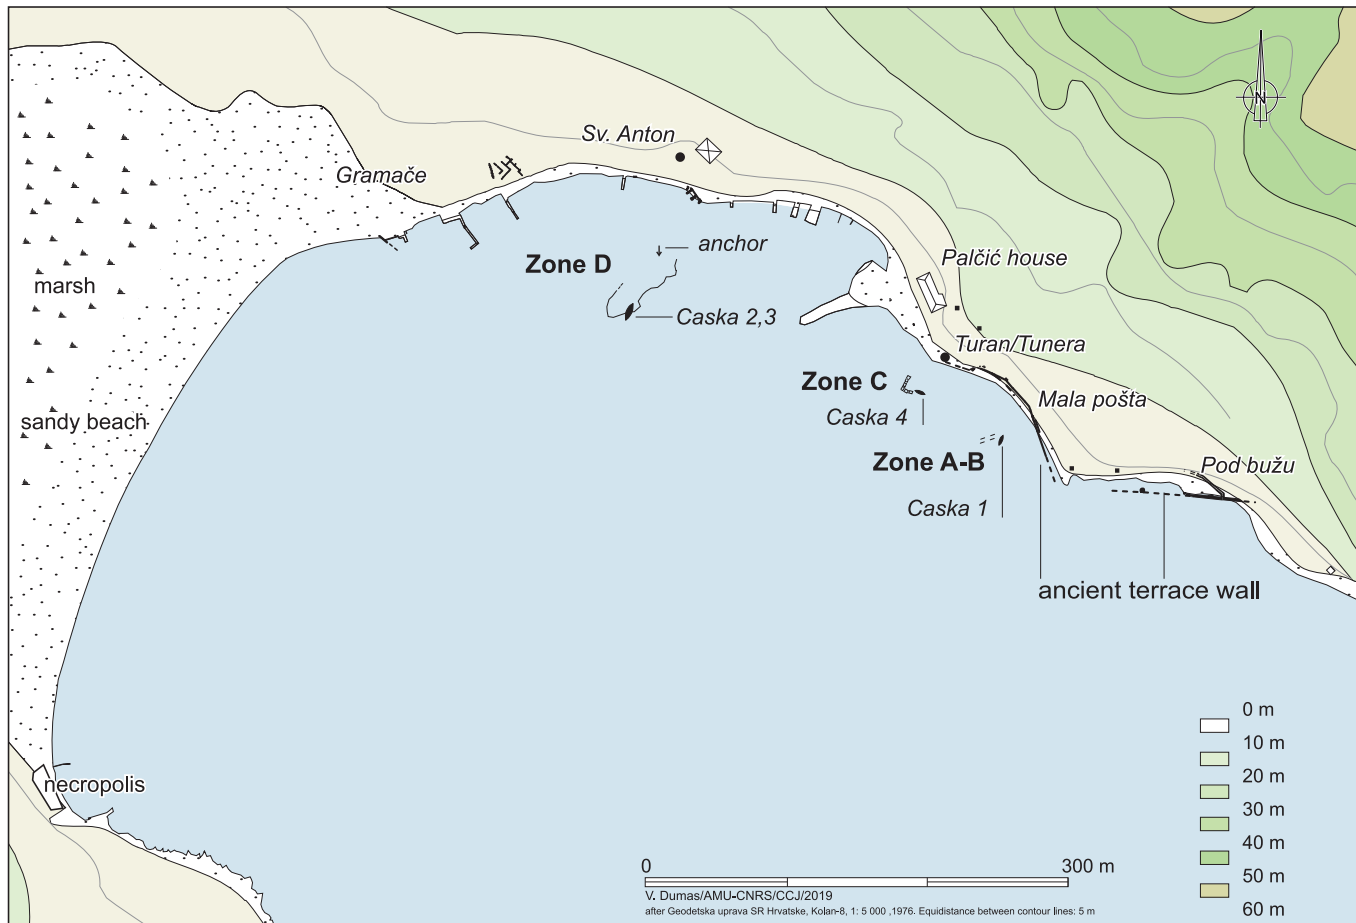 N
Sv. Anton
Gramače
anchor
Zone D
Palčić house
marsh
Caska 2,3
Turan/Tunera
Zone C
Mala pošta
Caska 4
sandy beach
Zone A-B
Pod bužu
Caska 1
ancient terrace wall
necropolis
0 m
10 m
20 m
30 m
40 m
50 m
60 m
0
300 m
V. Dumas/AMU-CNRS/CCJ/2019
after Geodetska uprava SR Hrvatske, Kolan-8, 1: 5 000 ,1976. Equidistance between contour lines: 5 m